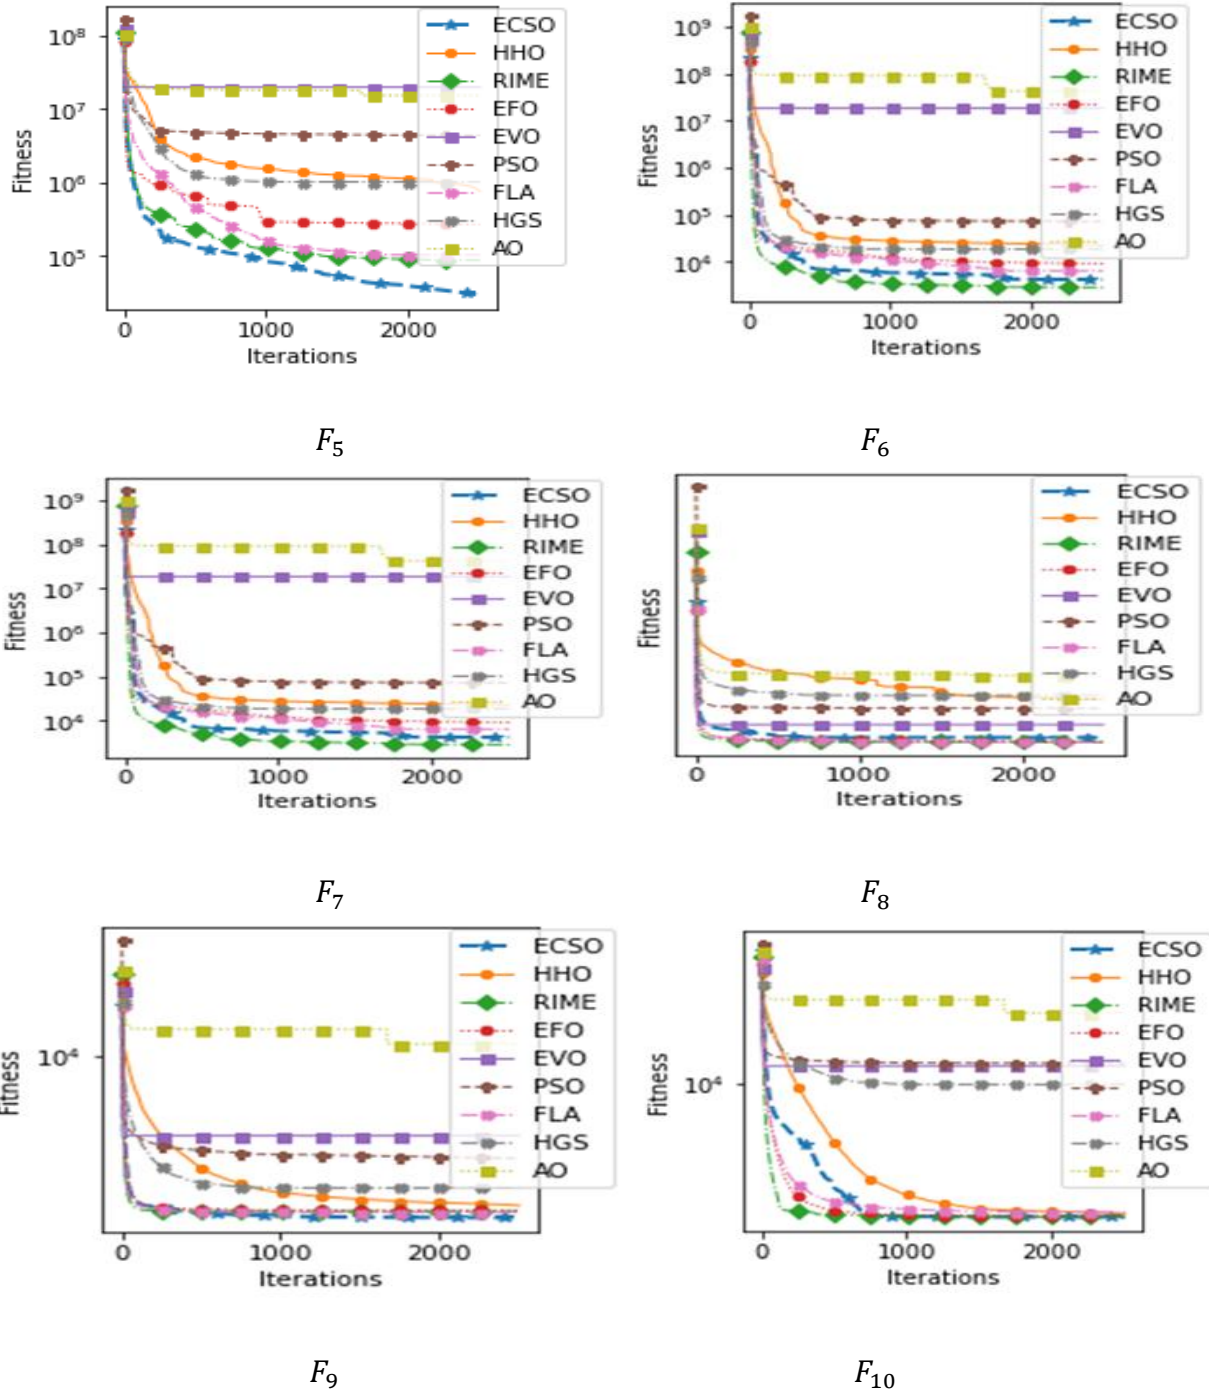 Fitness
10⁸
10⁷
10⁶
10⁵
0 1000 2000
Iterations
ECSO
HHO
RIME
EFO
EVO
PSO
FLA
HGS
AO
F₅
Fitness
10⁹
10⁸
10⁷
10⁶
10⁵
10⁴
0 1000 2000
Iterations
ECSO
HHO
RIME
EFO
EVO
PSO
FLA
HGS
AO
F₆
Fitness
10⁹
10⁸
10⁷
10⁶
10⁵
10⁴
0 1000 2000
Iterations
ECSO
HHO
RIME
EFO
EVO
PSO
FLA
HGS
AO
F₇
Fitness
0 1000 2000
Iterations
ECSO
HHO
RIME
EFO
EVO
PSO
FLA
HGS
AO
F₈
Fitness
10⁴
0 1000 2000
Iterations
ECSO
HHO
RIME
EFO
EVO
PSO
FLA
HGS
AO
F₉
Fitness
10⁴
0 1000 2000
Iterations
ECSO
HHO
RIME
EFO
EVO
PSO
FLA
HGS
AO
F₁₀